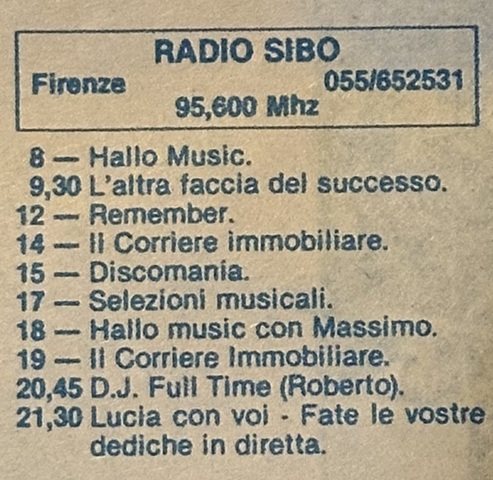 RADIO SIBO
Firenze 055/652531
95,600 Mhz
8 — Hallo Music.
9,30 L'altra faccia del successo.
12 — Remember.
14 — Il Corriere immobiliare.
15 — Discomania.
17 — Selezioni musicali.
18 — Hallo music con Massimo.
19 — Il Corriere Immobiliare.
20,45 D.J. Full Time (Roberto).
21,30 Lucia con voi - Fate le vostre
dediche in diretta.